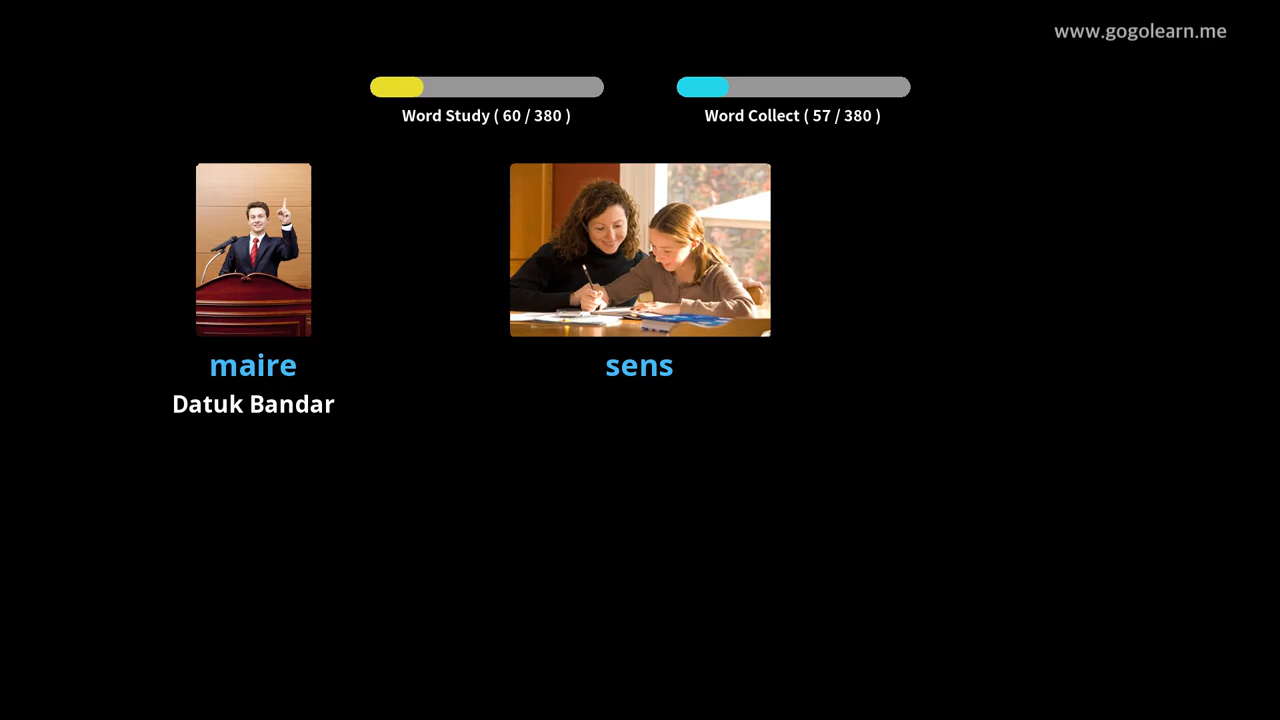 www.gogolearn.me
Word Study ( 60 / 380 )
Word Collect ( 57 / 380 )
maire
sens
Datuk Bandar